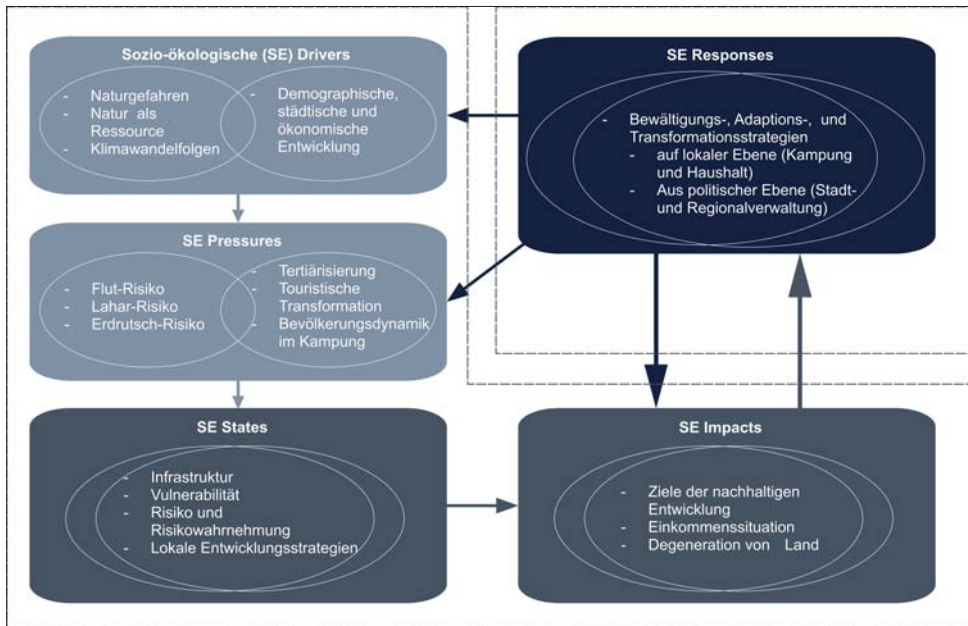 Sozio-ökologische (SE) Drivers
- Naturgefahren
- Natur als
Ressource
- Klimawandelfolgen
- Demographische,
städtische und
ökonomische
Entwicklung
SE Responses
- Bewältigungs-, Adaptions-, und
Transformationsstrategien
- auf lokaler Ebene (Kampung
und Haushalt)
- Aus politischer Ebene (Stadt-
und Regionalverwaltung)
SE Pressures
- Flut-Risiko
- Lahar-Risiko
- Erdrutsch-Risiko
- Tertiärisierung
- Touristische
Transformation
- Bevölkerungsdynamik
im Kampung
SE States
- Infrastruktur
- Vulnerabilität
- Risiko und
Risikowahrnehmung
- Lokale Entwicklungsstrategien
SE Impacts
- Ziele der nachhaltigen
Entwicklung
- Einkommenssituation
- Degeneration von Land